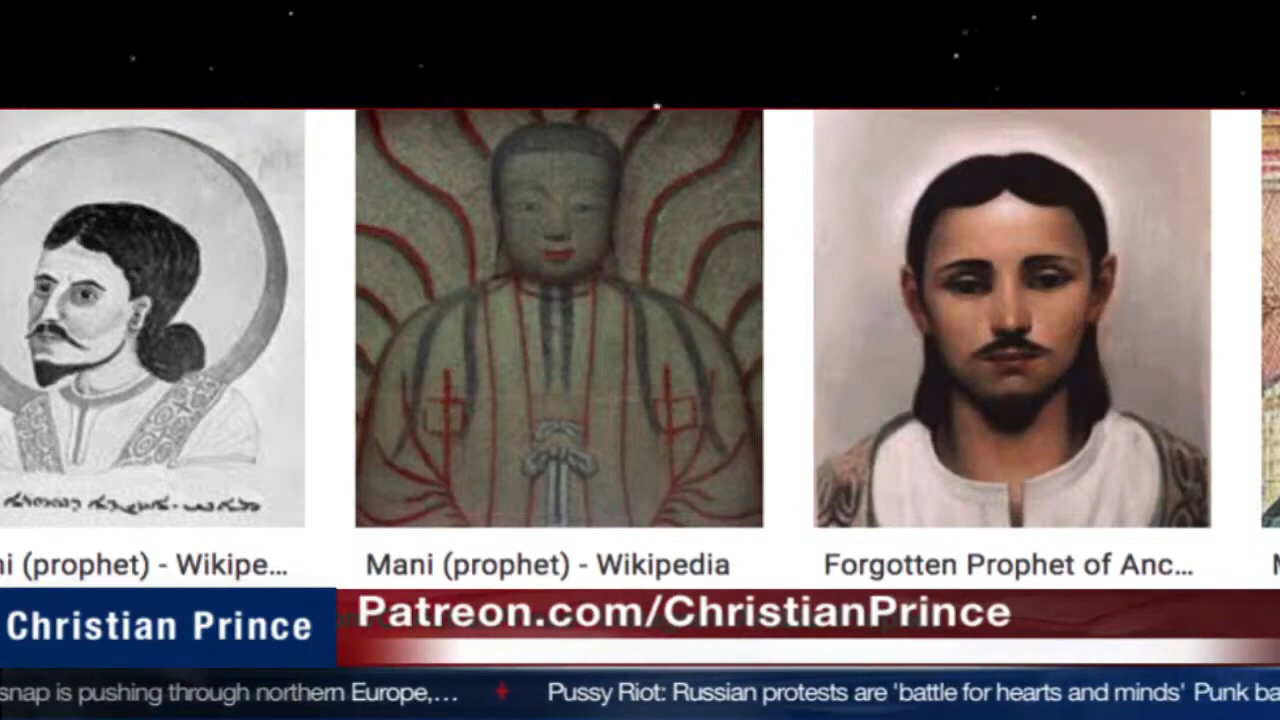 ni (prophet) - Wikipe...
Mani (prophet) - Wikipedia
Forgotten Prophet of Anc...
Christian Prince
Patreon.com/ChristianPrince
snap is pushing through northern Europe,...
Pussy Riot: Russian protests are 'battle for hearts and minds' Punk ba